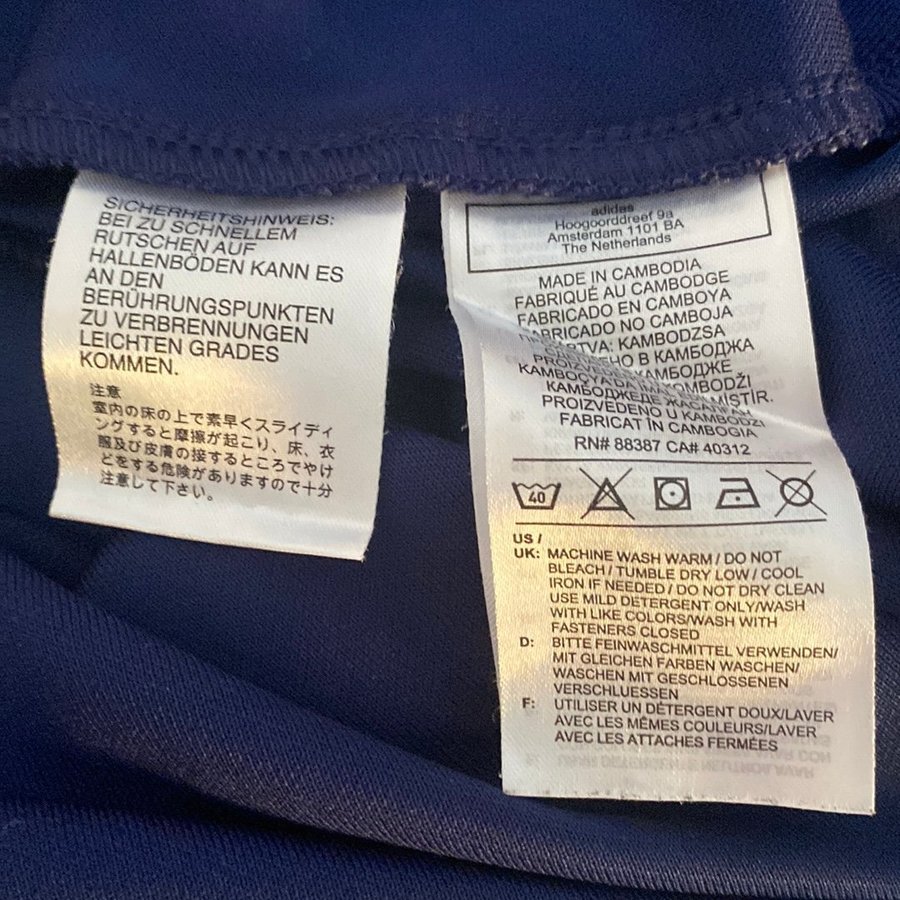 SICHERHEITSHINWEIS:
BEI ZU SCHNELLEM
RUTSCHEN AUF
HALLENBÖDEN KANN ES
AN DEN
BERÜHRUNGSPUNKTEN
ZU VERBRENNUNGEN
LEICHTEN GRADES
KOMMEN.
注意
室内の床の上で素早くスライディ
ングすると摩擦が起こり、床、衣
服及び皮膚の接するところでやけ
どをする危険がありますので十分
注意して下さい。
adidas
Hoogoorddreef 9a
Amsterdam 1101 BA
The Netherlands
MADE IN CAMBODIA
FABRIQUÉ AU CAMBODGE
FABRICADO EN CAMBOYA
FABRICADO NO CAMBOJA
KAMBODZSA
В КАМБОДЖА
PROIZVEDENO U KAMBODŽI
FABRICAT ÎN CAMBOGIA
RN# 88387 CA# 40312
40
US /
UK: MACHINE WASH WARM / DO NOT
BLEACH / TUMBLE DRY LOW / COOL
IRON IF NEEDED / DO NOT DRY CLEAN
USE MILD DETERGENT ONLY/WASH
WITH LIKE COLORS/WASH WITH
FASTENERS CLOSED
D: BITTE FEINWASCHMITTEL VERWENDEN/
MIT GLEICHEN FARBEN WASCHEN/
WASCHEN MIT GESCHLOSSENEN
VERSCHLUESSEN
F: UTILISER UN DÉTERGENT DOUX/LAVER
AVEC LES MÊMES COULEURS/LAVER
AVEC LES ATTACHES FERMÉES